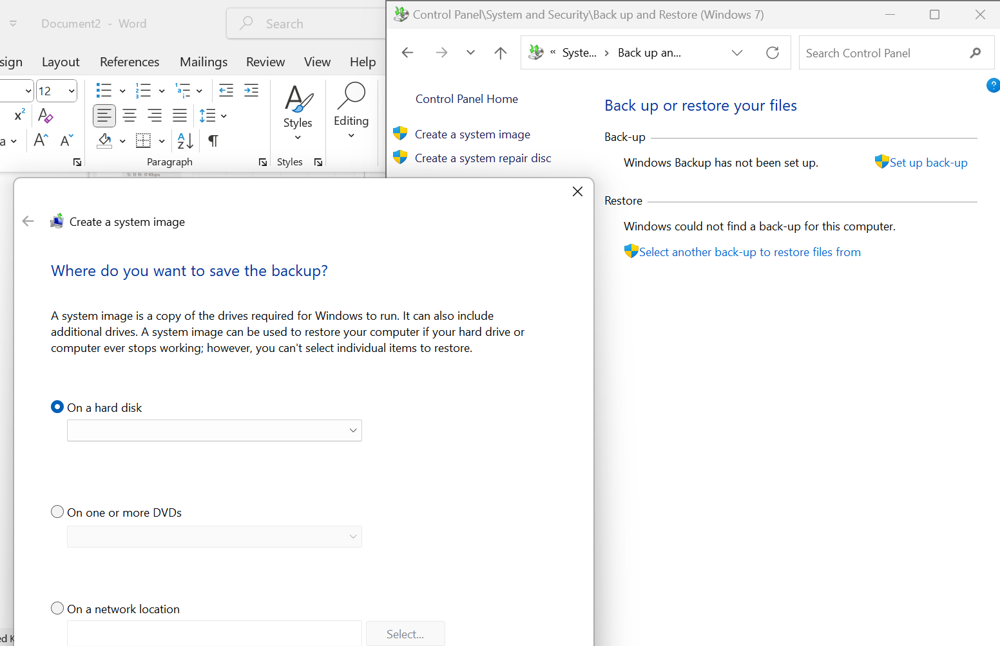 Document2 - Word
Search
sign Layout References Mailings Review View Help
12
Styles
Editing
Paragraph
Styles
S: 0 R: 0 Kbps
Control Panel\System and Security\Back up and Restore (Windows 7)
« Syste... › Back up an...
Search Control Panel
Control Panel Home
Create a system image
Create a system repair disc
Back up or restore your files
Back-up
Windows Backup has not been set up.
Set up back-up
Restore
Windows could not find a back-up for this computer.
Select another back-up to restore files from
Create a system image
Where do you want to save the backup?
A system image is a copy of the drives required for Windows to run. It can also include
additional drives. A system image can be used to restore your computer if your hard drive or
computer ever stops working; however, you can't select individual items to restore.
On a hard disk
On one or more DVDs
On a network location
Select...
ed K